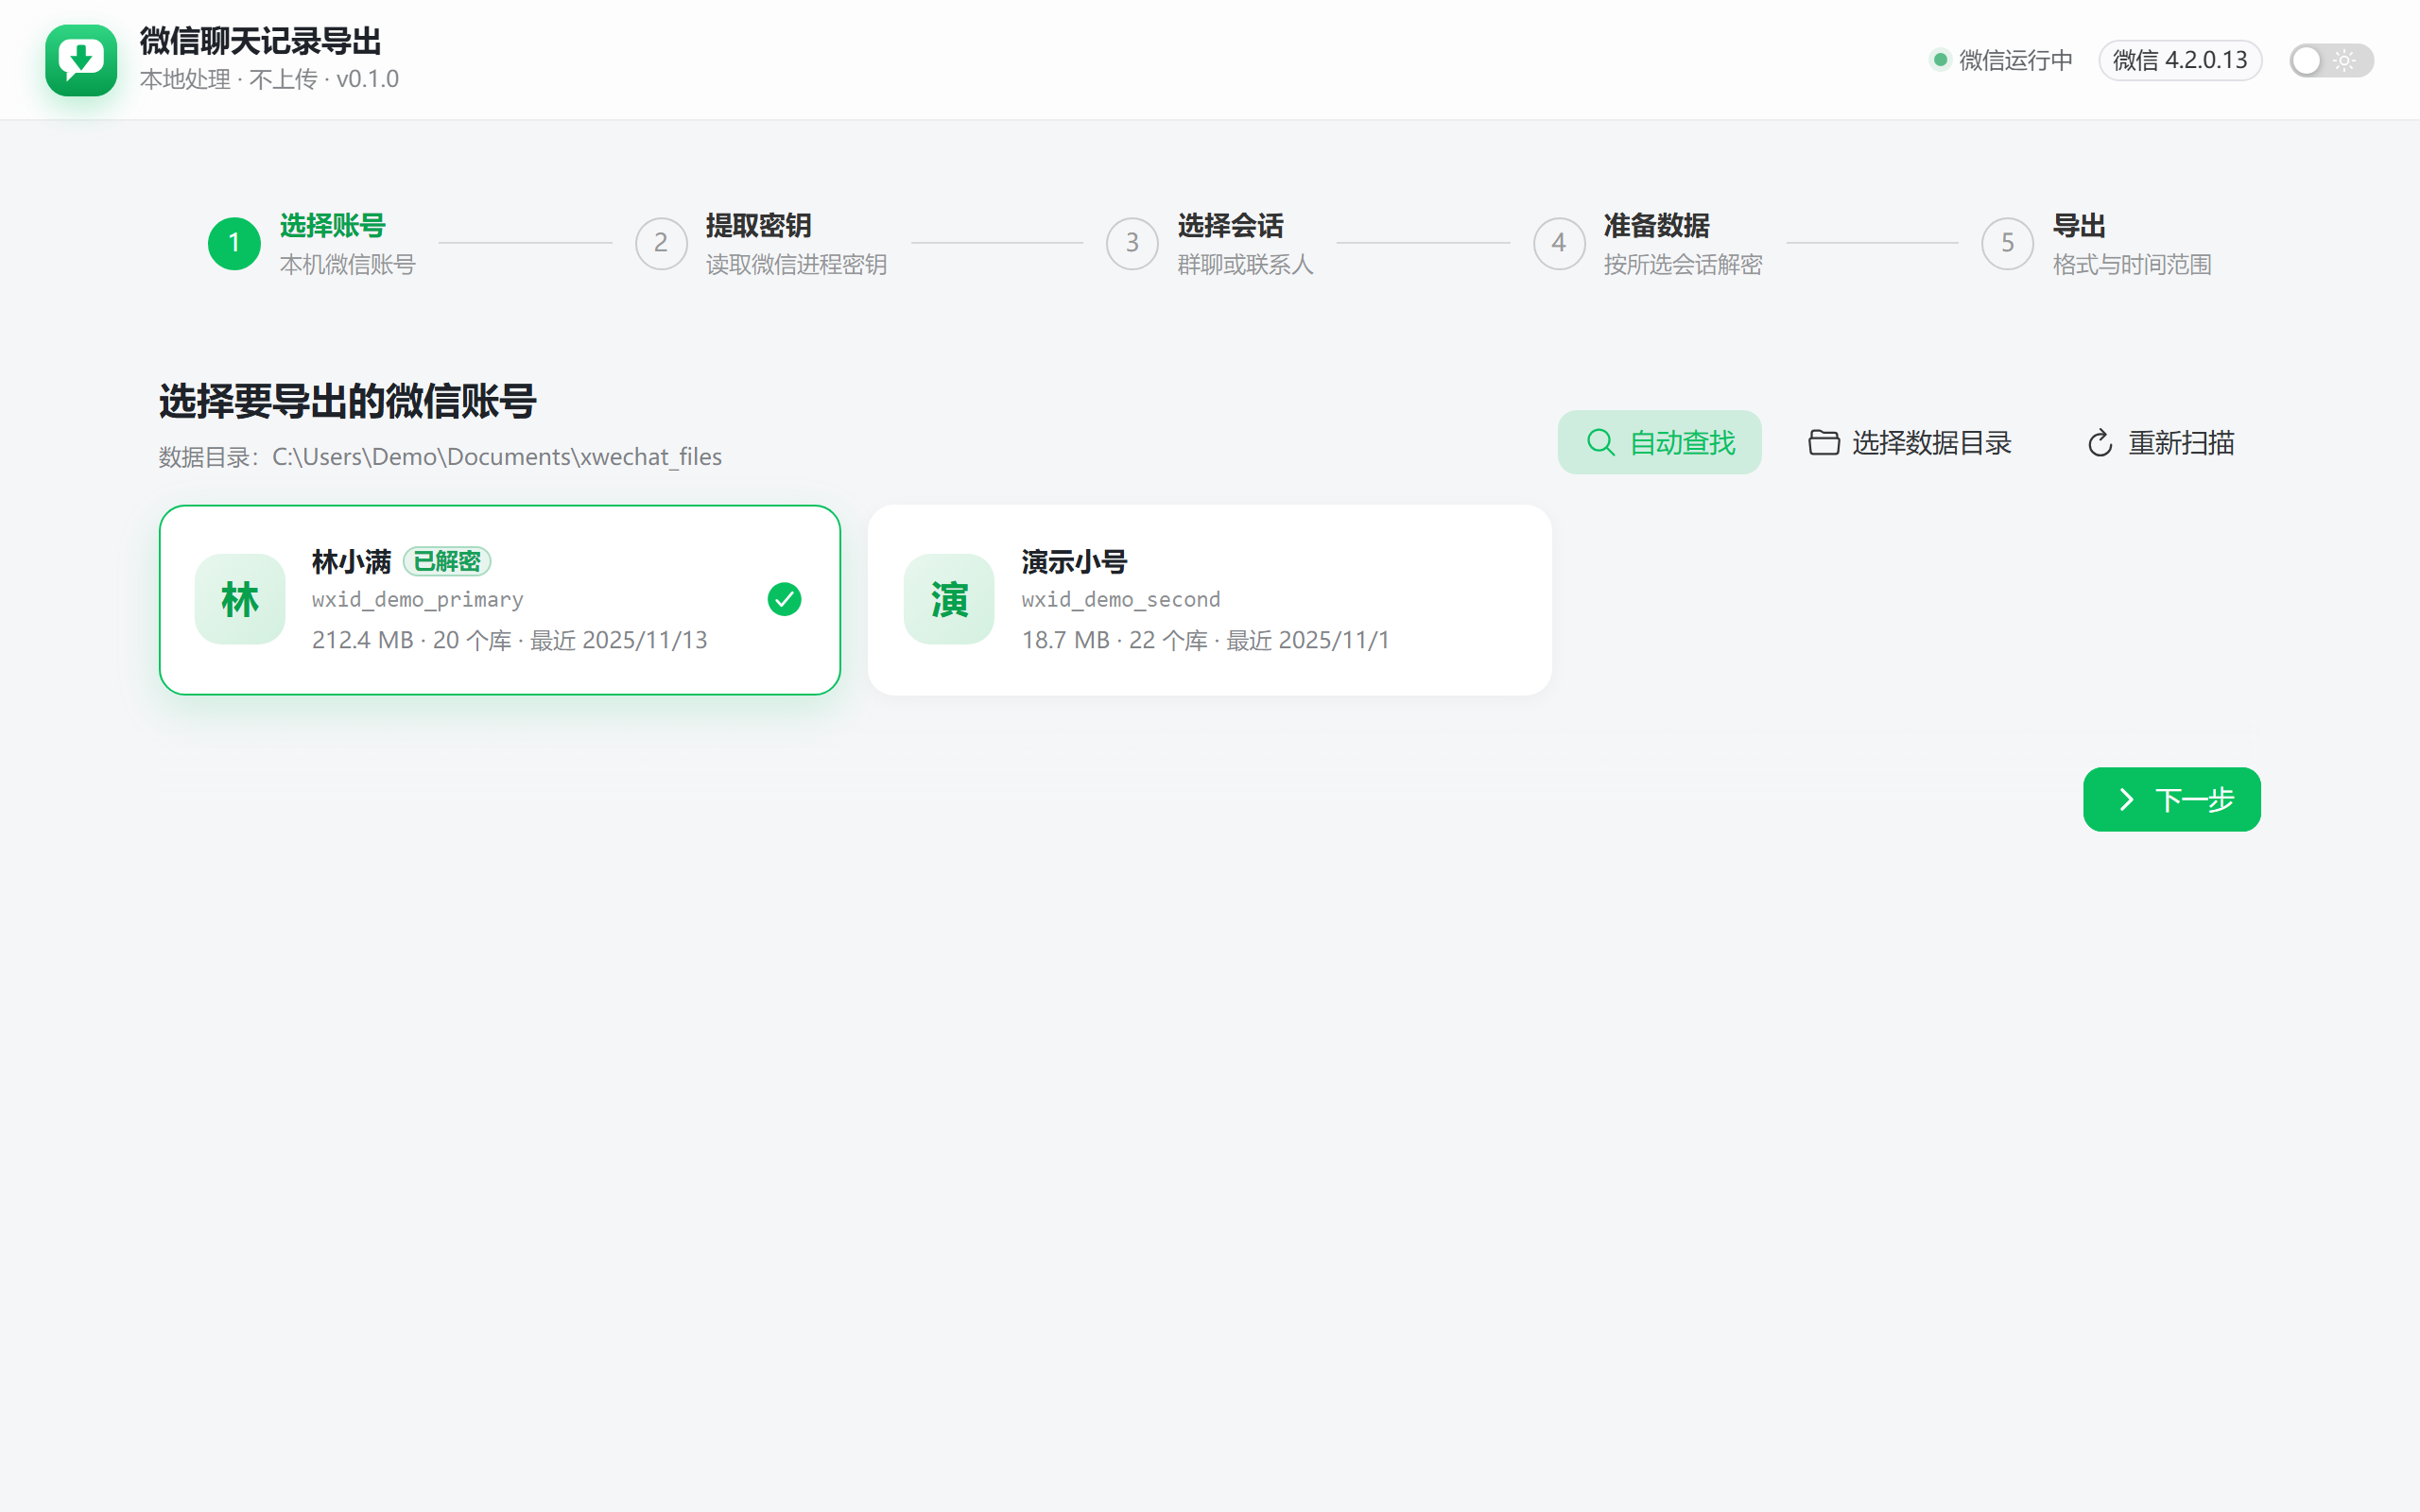 微信聊天记录导出
本地处理 · 不上传 · v0.1.0
微信运行中
微信 4.2.0.13
1
选择账号
本机微信账号
2
提取密钥
读取微信进程密钥
3
选择会话
群聊或联系人
4
准备数据
按所选会话解密
5
导出
格式与时间范围
选择要导出的微信账号
数据目录：C:\Users\Demo\Documents\xwechat_files
自动查找
选择数据目录
重新扫描
林
林小满 已解密
wxid_demo_primary
212.4 MB · 20 个库 · 最近 2025/11/13
演
演示小号
wxid_demo_second
18.7 MB · 22 个库 · 最近 2025/11/1
下一步